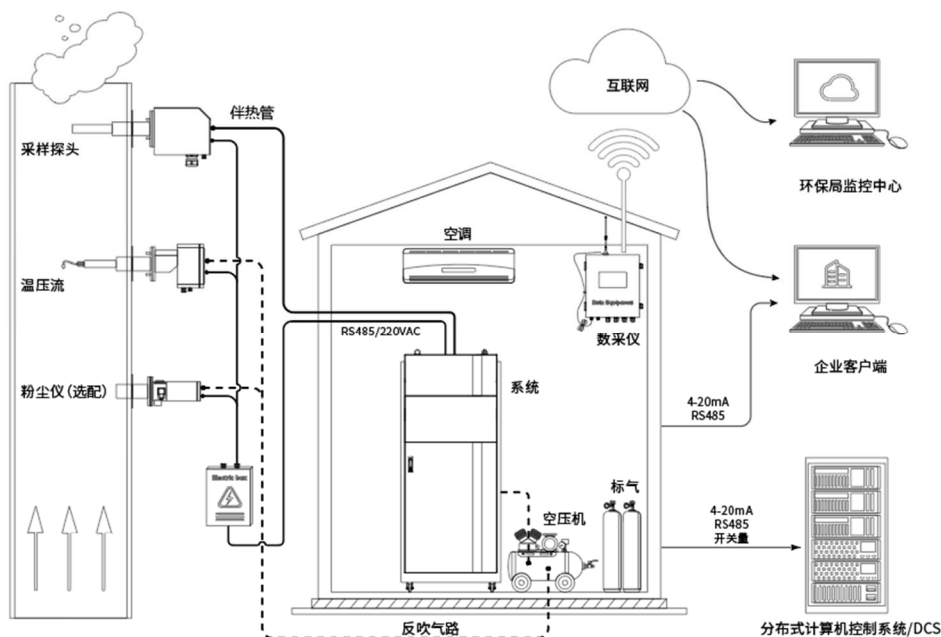 伴热管
采样探头
互联网
环保局监控中心
空调
温压流
Data Equipment
数采仪
RS485/220VAC
企业客户端
粉尘仪(选配)
系统
4-20mA
RS485
Electric box
标气
空压机
4-20mA
RS485
开关量
反吹气路
分布式计算机控制系统/DCS